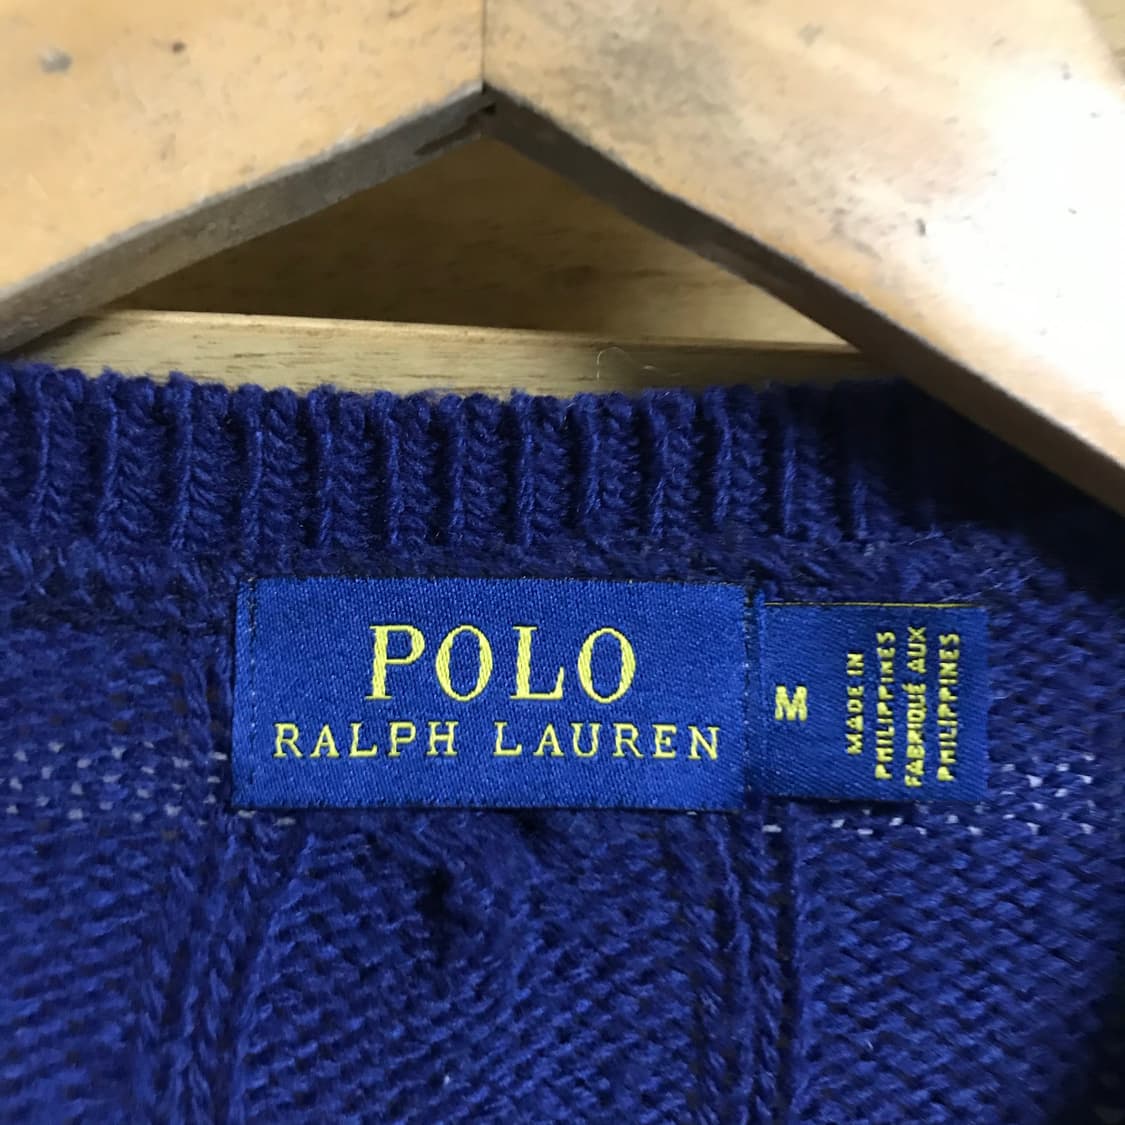 POLO
RALPH LAUREN
M
MADE IN
PHILIPPINES
FABRIQUÉ AUX
PHILIPPINES